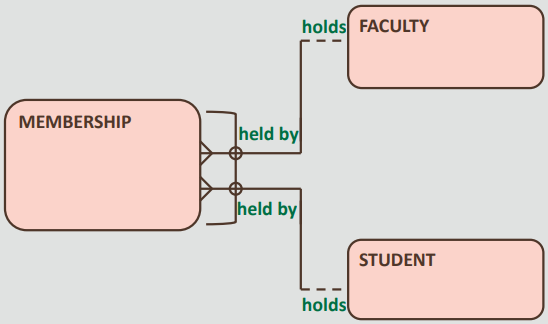 holds
FACULTY
MEMBERSHIP
held by
held by
STUDENT
holds